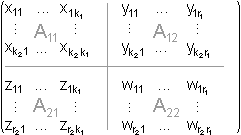 x11 ... x1k1 y11 ... y1r1
⋮ A11 ⋮ ⋮ A12 ⋮
xk21 ... xk2k1 yk21 ... yk2r1
z11 ... z1k1 w11 ... w1r1
⋮ A21 ⋮ ⋮ A22 ⋮
zr21 ... zr2k1 wr21 ... wr2r1